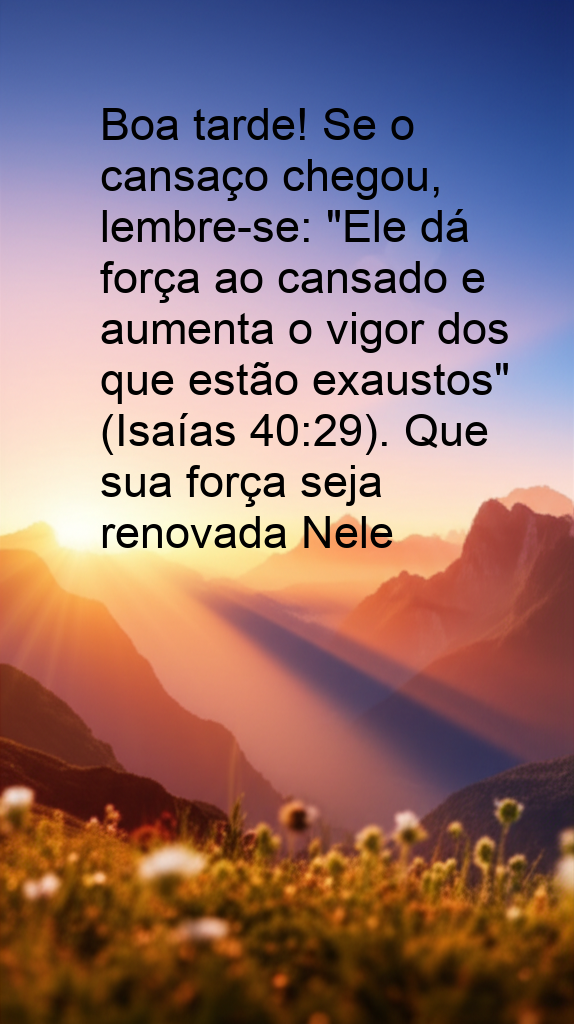 Boa tarde! Se o
cansaço chegou,
lembre-se: "Ele dá
força ao cansado e
aumenta o vigor dos
que estão exaustos"
(Isaías 40:29). Que
sua força seja
renovada Nele